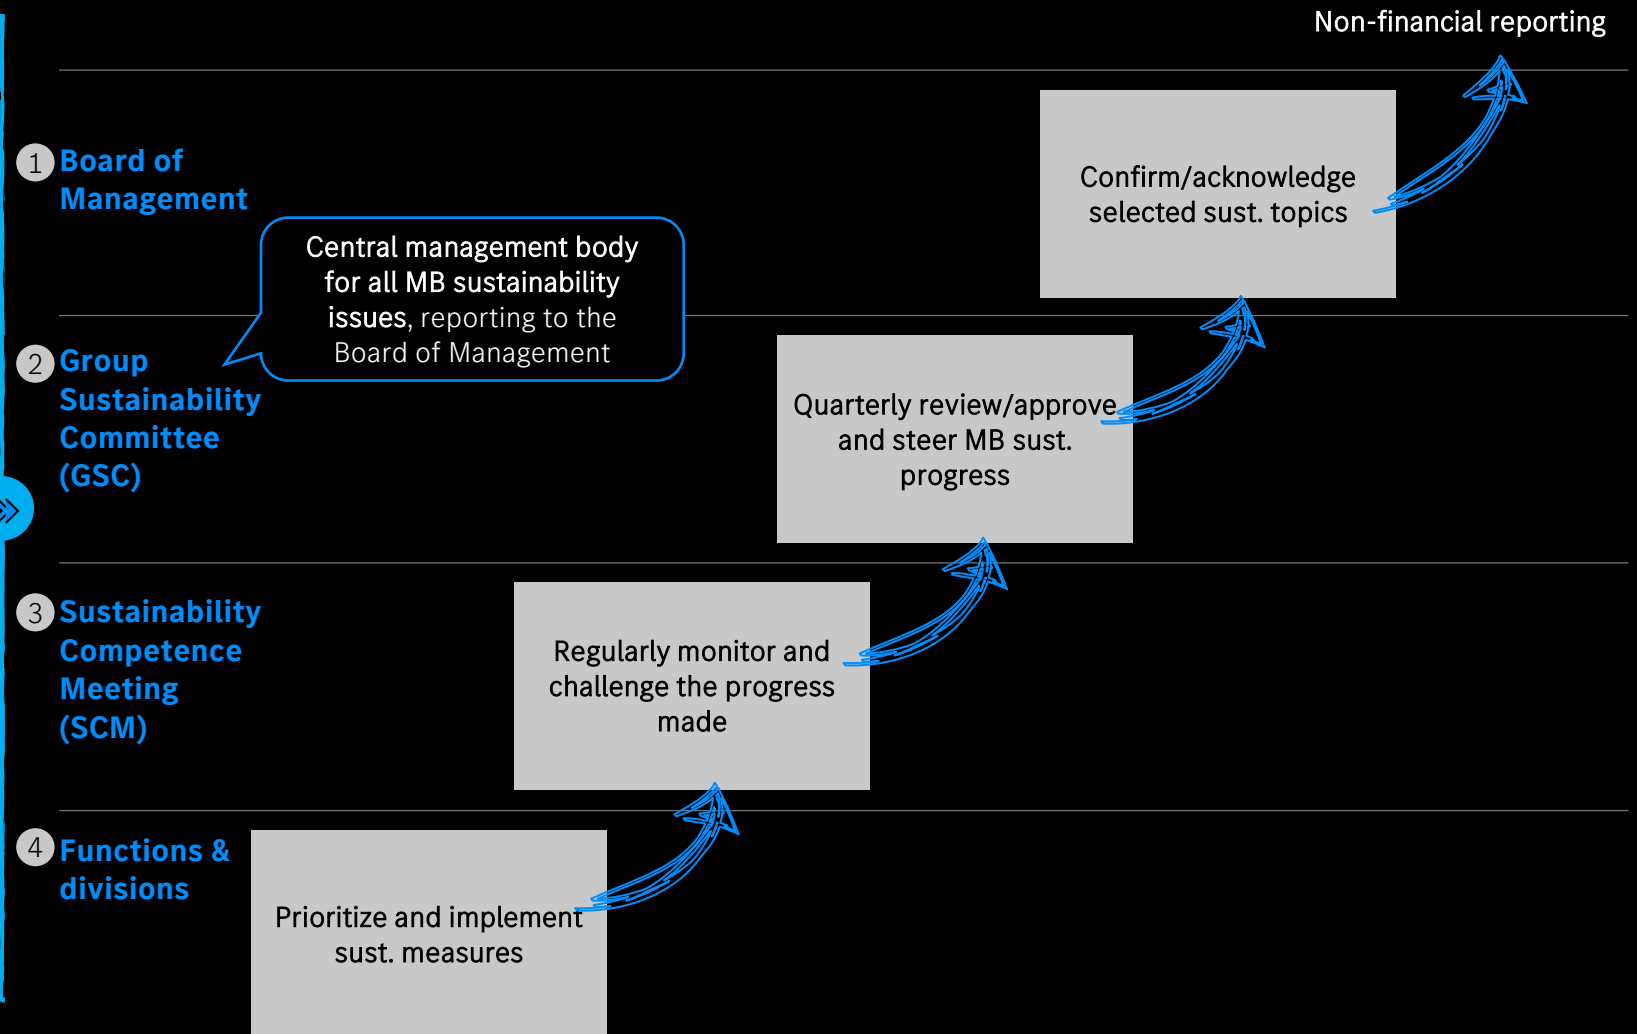 Non-financial reporting
1
Board of
Management
Confirm/acknowledge
selected sust. topics
Central management body
for all MB sustainability
issues, reporting to the
Board of Management
2
Group
Sustainability
Committee
(GSC)
Quarterly review/approve
and steer MB sust.
progress
3
Sustainability
Competence
Meeting
(SCM)
Regularly monitor and
challenge the progress
made
4
Functions &
divisions
Prioritize and implement
sust. measures